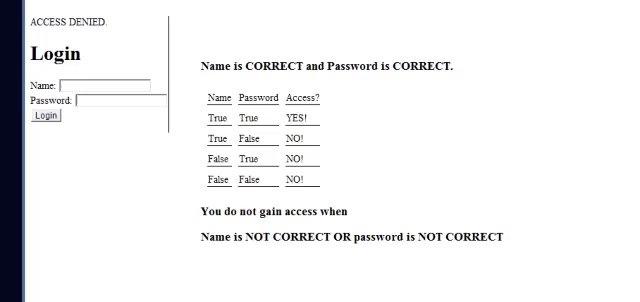 ACCESS DENIED.
Login
Name:
Password:
Login
Name is CORRECT and Password is CORRECT.
Name Password Access?
True True YES!
True False NO!
False True NO!
False False NO!
You do not gain access when
Name is NOT CORRECT OR password is NOT CORRECT